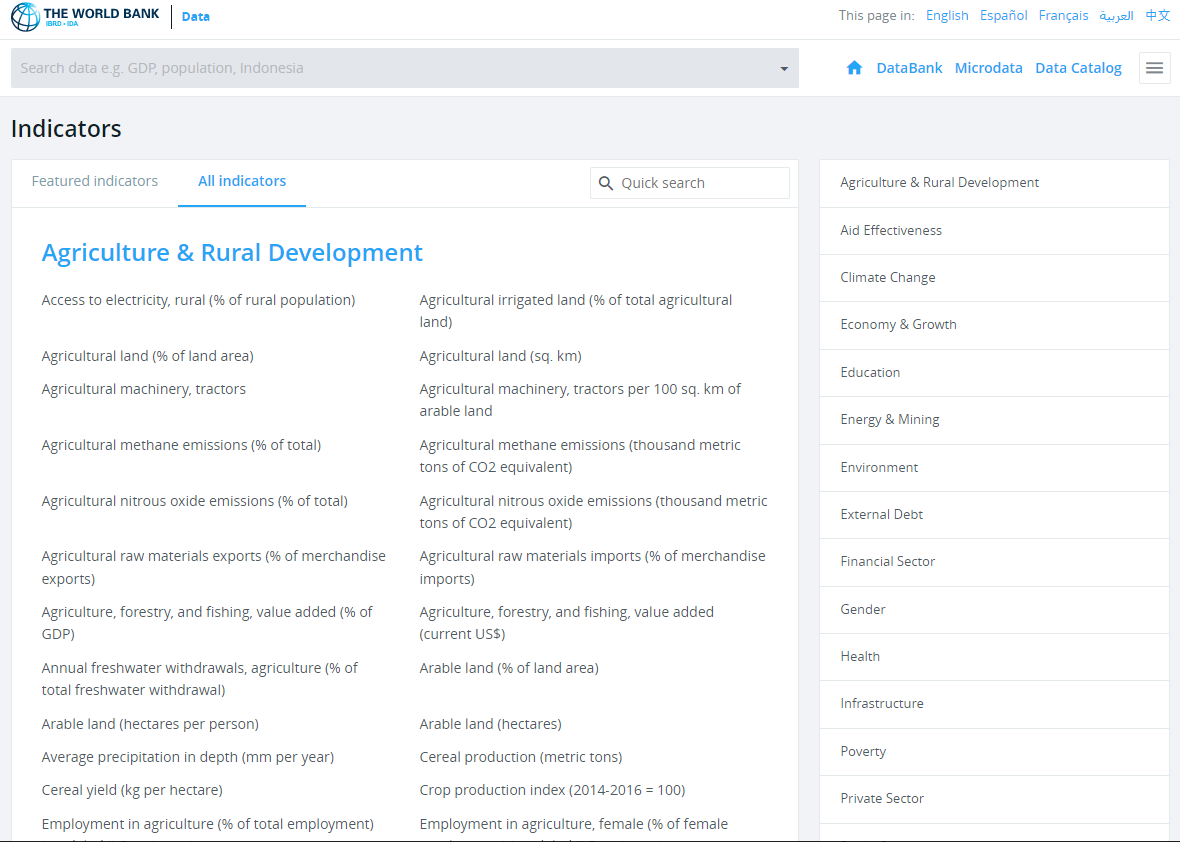 THE WORLD BANK
IBRD • IDA
Data
This page in: English Español Français العربية 中文
Search data e.g. GDP, population, Indonesia
DataBank Microdata Data Catalog
Indicators
Featured indicators
All indicators
Quick search
Agriculture & Rural Development
Access to electricity, rural (% of rural population)
Agricultural irrigated land (% of total agricultural
land)
Agricultural land (% of land area)
Agricultural land (sq. km)
Agricultural machinery, tractors
Agricultural machinery, tractors per 100 sq. km of
arable land
Agricultural methane emissions (% of total)
Agricultural methane emissions (thousand metric
tons of CO2 equivalent)
Agricultural nitrous oxide emissions (% of total)
Agricultural nitrous oxide emissions (thousand metric
tons of CO2 equivalent)
Agricultural raw materials exports (% of merchandise
exports)
Agricultural raw materials imports (% of merchandise
imports)
Agriculture, forestry, and fishing, value added (% of
GDP)
Agriculture, forestry, and fishing, value added
(current US$)
Annual freshwater withdrawals, agriculture (% of
total freshwater withdrawal)
Arable land (% of land area)
Arable land (hectares per person)
Arable land (hectares)
Average precipitation in depth (mm per year)
Cereal production (metric tons)
Cereal yield (kg per hectare)
Crop production index (2014-2016 = 100)
Employment in agriculture (% of total employment)
Employment in agriculture, female (% of female
Agriculture & Rural Development
Aid Effectiveness
Climate Change
Economy & Growth
Education
Energy & Mining
Environment
External Debt
Financial Sector
Gender
Health
Infrastructure
Poverty
Private Sector